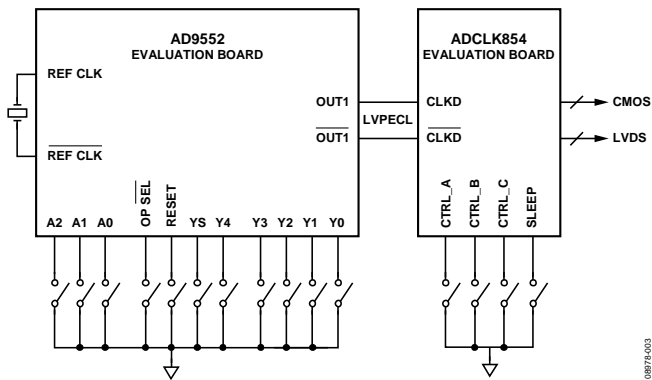 AD9552
EVALUATION BOARD
ADCLK854
EVALUATION BOARD
REF CLK
REF CLK
OUT1
OUT1
LVPECL
CLKD
CLKD
CMOS
LVDS
A2 A1 A0 OP SEL RESET YS Y4 Y3 Y2 Y1 Y0
CTRL_A CTRL_B CTRL_C SLEEP
08978-003